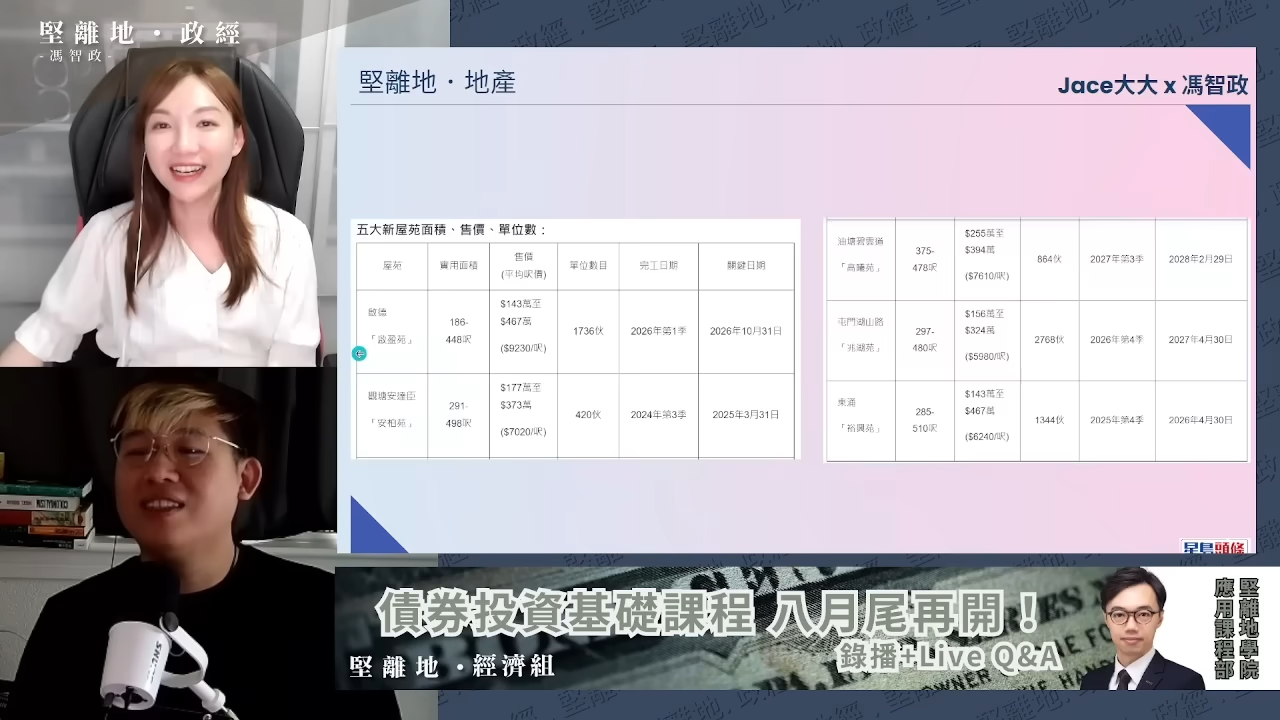 堅離地・政經
-馮智政-
堅離地・地產
Jace大大 x 馮智政
五大新屋苑面積、售價、單位數：
屋苑 實用面積 售價 (平均呎價) 單位數目 完工日期 關鍵日期
啟德 「啟盈苑」 186-448呎 $143萬至$467萬 ($9230/呎) 1736伙 2026年第1季 2026年10月31日
觀塘安達臣 「安柏苑」 291-498呎 $177萬至$373萬 ($7020/呎) 420伙 2024年第3季 2025年3月31日
油塘碧雲道 「高曦苑」 375-478呎 $255萬至$394萬 ($7610/呎) 864伙 2027年第3季 2028年2月29日
屯門湖山路 「兆湖苑」 297-480呎 $156萬至$324萬 ($5980/呎) 2768伙 2026年第4季 2027年4月30日
東涌 「裕興苑」 285-510呎 $143萬至$467萬 ($6240/呎) 1344伙 2025年第4季 2026年4月30日
星島頭條
債券投資基礎課程 八月尾再開！
錄播+Live Q&A
堅離地・經濟組
堅離地學院
應用課程部